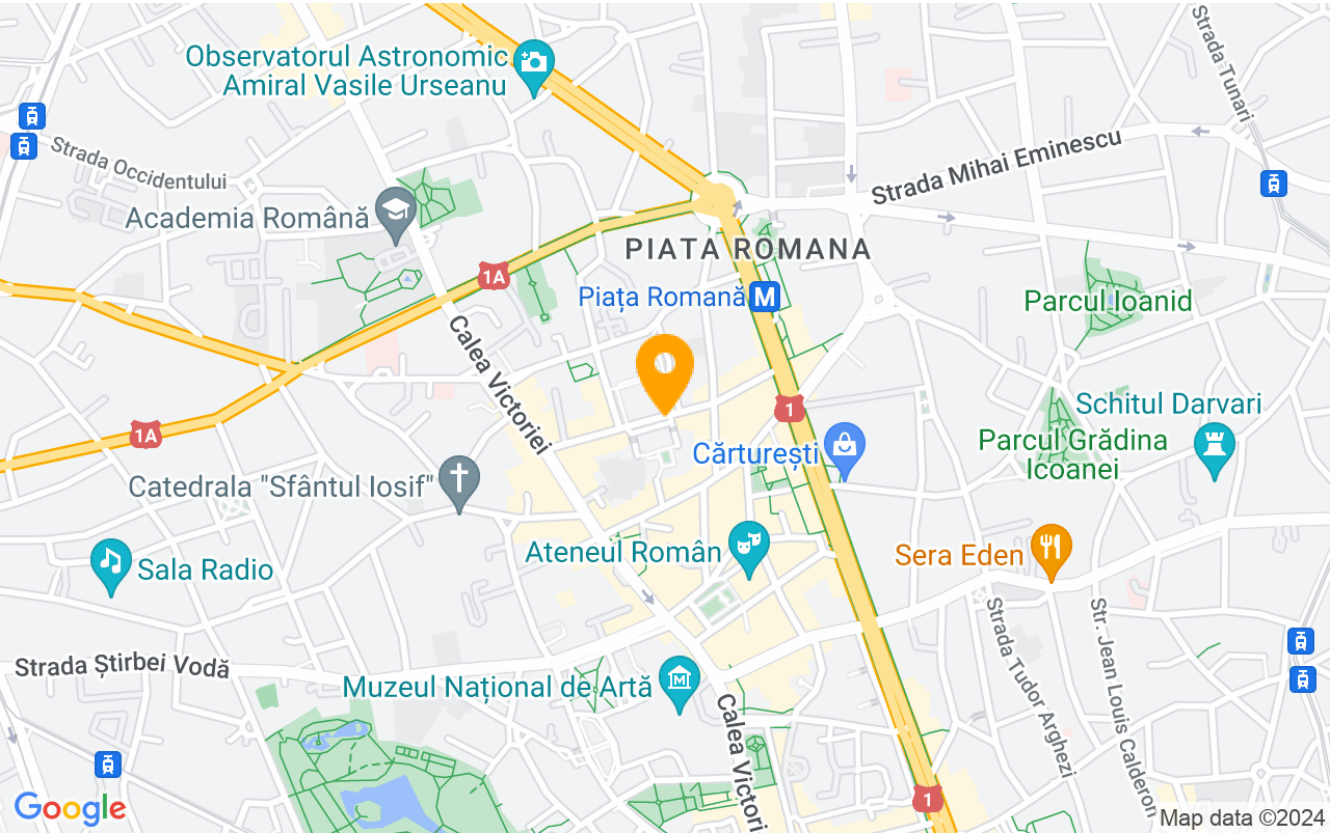 Observatorul Astronomic
Amiral Vasile Urseanu
Strada Tunari
Strada Occidentului
Strada Mihai Eminescu
Academia Română
PIATA ROMANA
1A
Piața Romană
M
Parcul Ioanid
Calea Victoriei
1
Schitul Darvari
1A
Parcul Grădina
Icoanei
Cărturești
Catedrala "Sfântul Iosif"
Ateneul Român
Sera Eden
Sala Radio
Strada Știrbei Vodă
Muzeul Național de Artă
M
Strada Tudor Arghezi
Str. Jean Louis Calderon
Calea Victori
1
Google
Map data ©2024